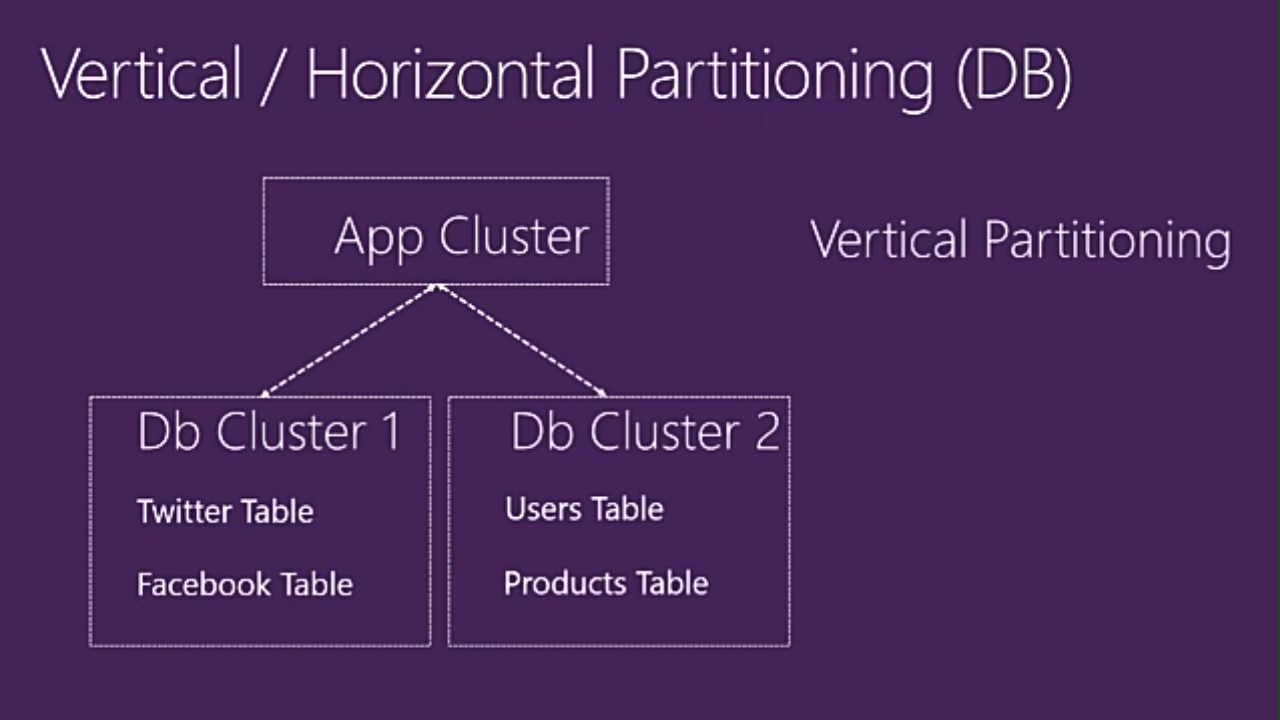 Vertical / Horizontal Partitioning (DB)
App Cluster
Vertical Partitioning
Db Cluster 1
Twitter Table
Facebook Table
Db Cluster 2
Users Table
Products Table